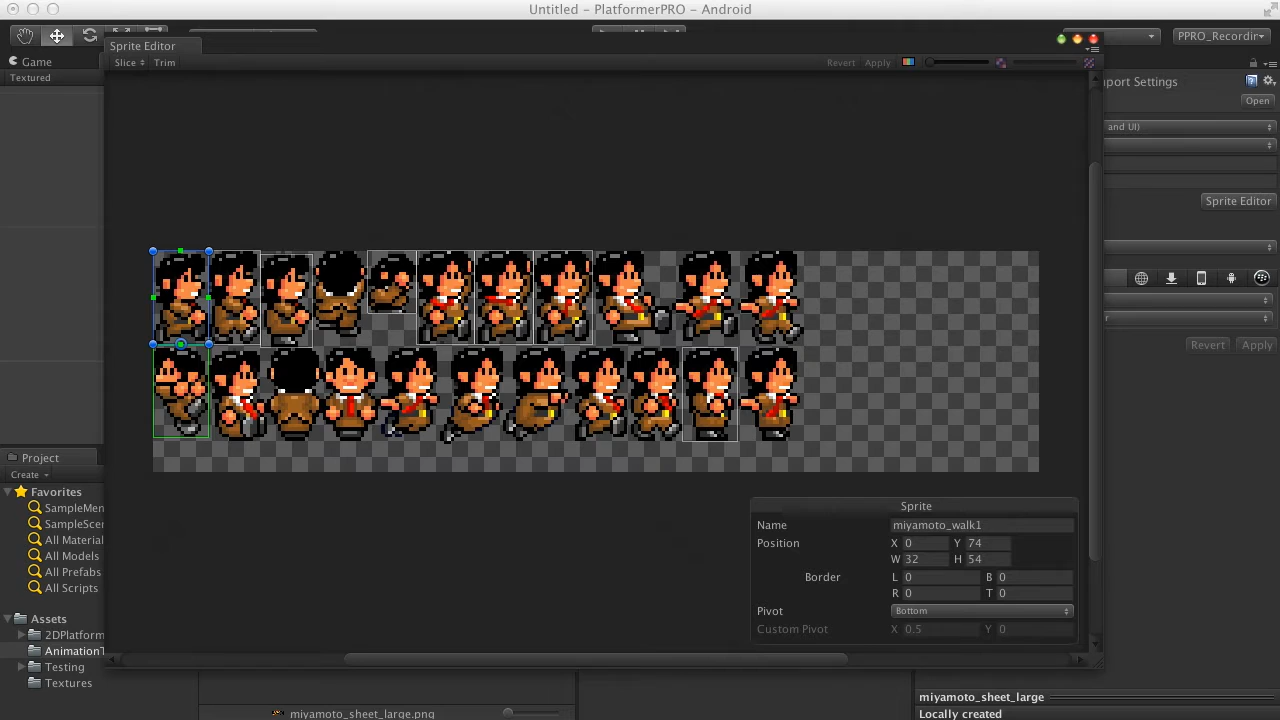 Untitled - PlatformerPRO - Android
PPRO_Recordin
Sprite Editor
Game
Slice Trim
Revert Apply
Textured
port Settings
Open
and UI)
Sprite Editor
Revert Apply
Project
Create
Favorites
SampleMen
SampleScer
All Material
All Models
All Prefabs
All Scripts
Assets
2DPlatform
AnimationT
Testing
Textures
Sprite
Name miyamoto_walk1
Position X 0 Y 74
W 32 H 54
Border L 0 B 0
R 0 T 0
Pivot Bottom
Custom Pivot X 0.5 Y 0
miyamoto_sheet_large.png
miyamoto_sheet_large
Locally created